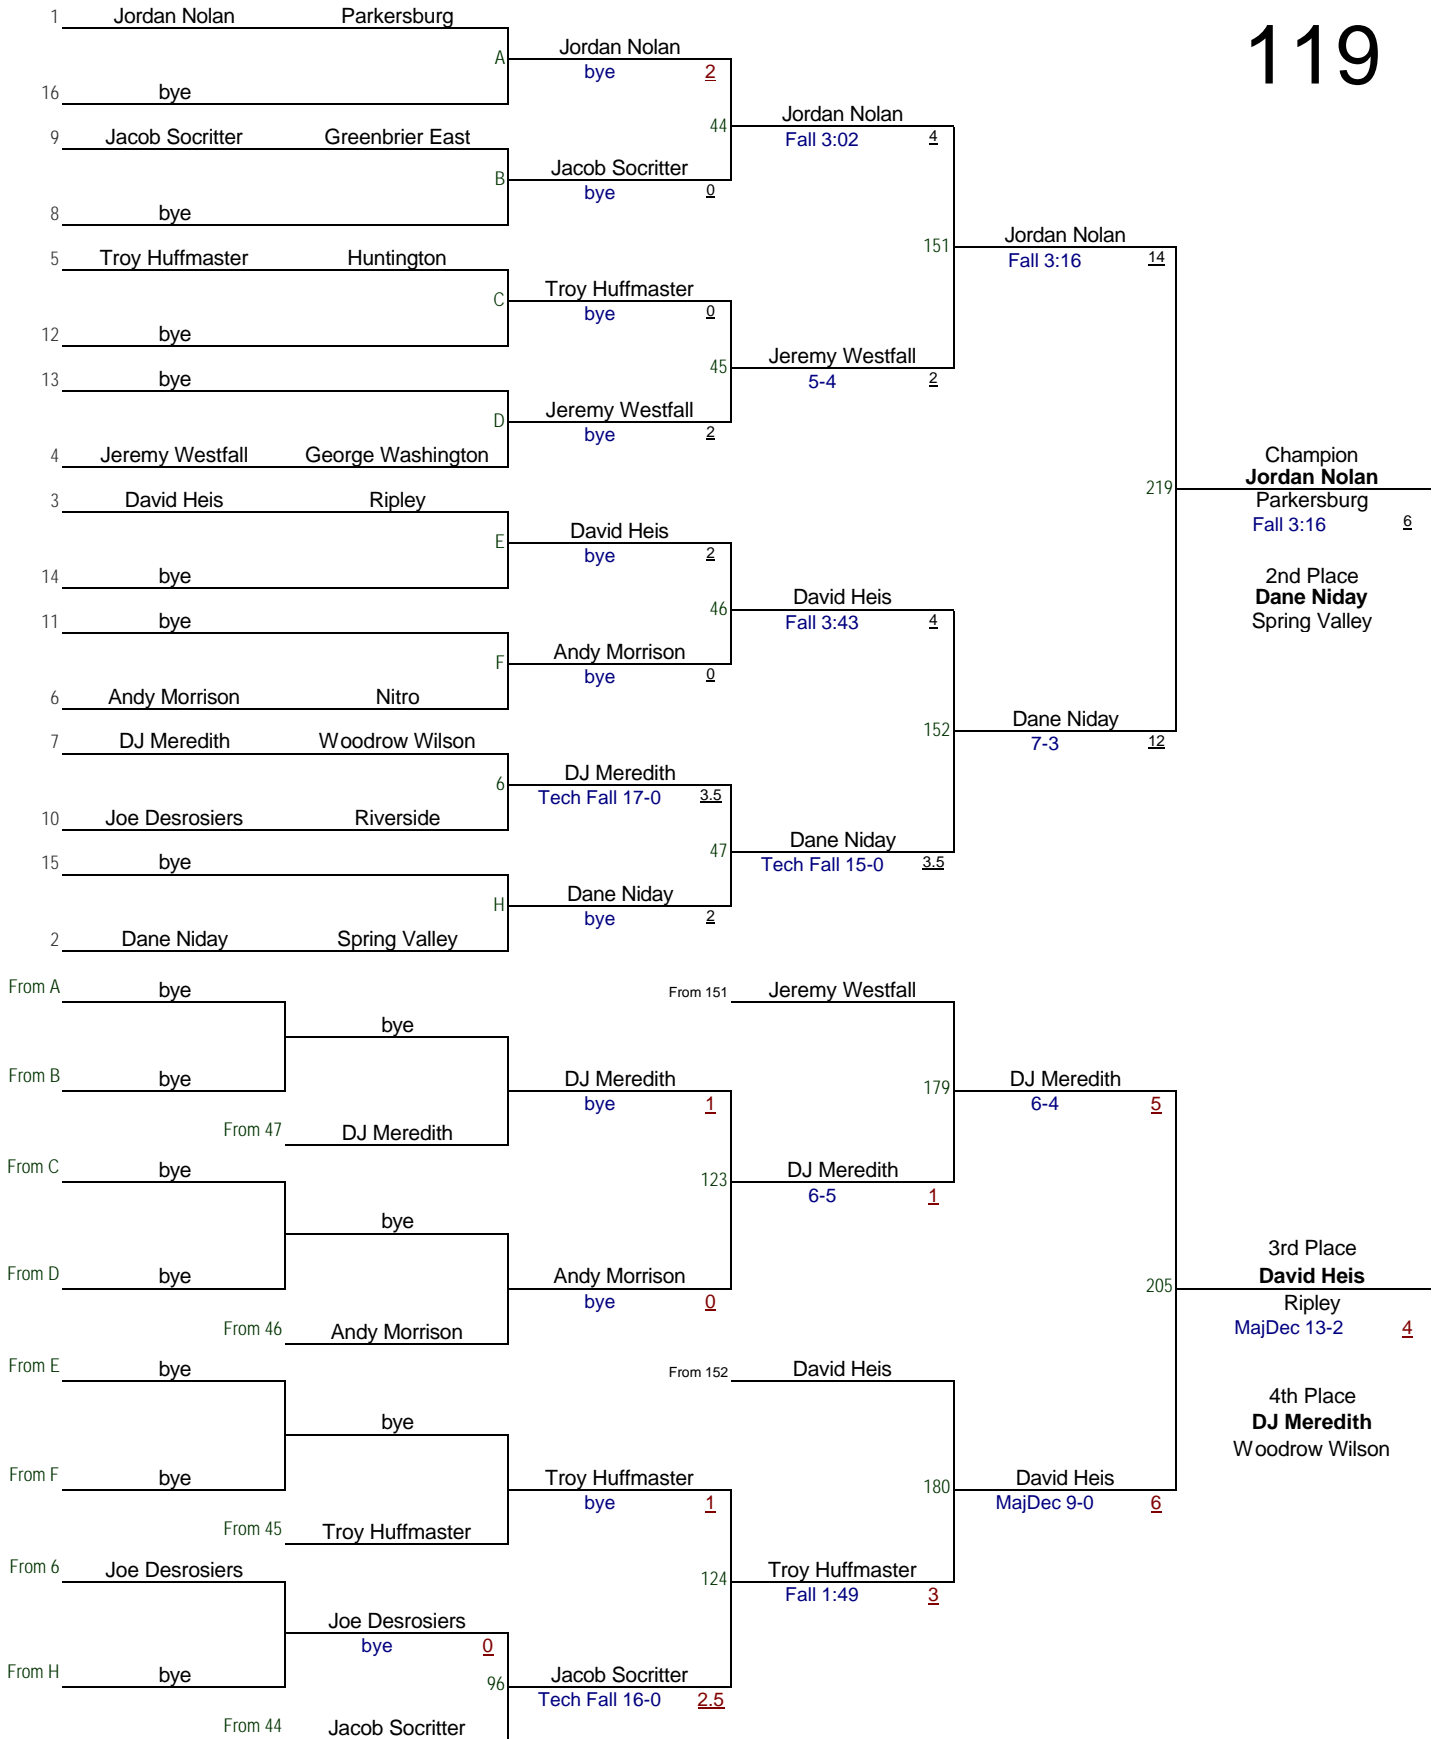 119
1 Jordan Nolan Parkersburg
A Jordan Nolan
bye 2
16 bye
44 Jordan Nolan
Fall 3:02 4
9 Jacob Socritter Greenbrier East
B Jacob Socritter
bye 0
8 bye
151 Jordan Nolan
Fall 3:16 14
5 Troy Huffmaster Huntington
C Troy Huffmaster
bye 0
12 bye
45 Jeremy Westfall
5-4 2
13 bye
D Jeremy Westfall
bye 2
4 Jeremy Westfall George Washington
219 Champion
Jordan Nolan
Parkersburg
Fall 3:16 6
2nd Place
Dane Niday
Spring Valley
3 David Heis Ripley
E David Heis
bye 2
14 bye
46 David Heis
Fall 3:43 4
11 bye
F Andy Morrison
bye 0
6 Andy Morrison Nitro
152 Dane Niday
7-3 12
7 DJ Meredith Woodrow Wilson
6 DJ Meredith
Tech Fall 17-0 3.5
10 Joe Desrosiers Riverside
47 Dane Niday
Tech Fall 15-0 3.5
15 bye
H Dane Niday
bye 2
2 Dane Niday Spring Valley
From A bye
bye
From B bye
DJ Meredith
bye 1
From 47 DJ Meredith
From 151 Jeremy Westfall
179 DJ Meredith
6-4 5
123 DJ Meredith
6-5 1
From C bye
bye
From D bye
Andy Morrison
bye 0
From 46 Andy Morrison
205 3rd Place
David Heis
Ripley
MajDec 13-2 4
4th Place
DJ Meredith
Woodrow Wilson
From E bye
bye
From F bye
Troy Huffmaster
bye 1
From 45 Troy Huffmaster
From 152 David Heis
180 David Heis
MajDec 9-0 6
124 Troy Huffmaster
Fall 1:49 3
From 6 Joe Desrosiers
Joe Desrosiers
bye 0
From H bye
96 Jacob Socritter
Tech Fall 16-0 2.5
From 44 Jacob Socritter